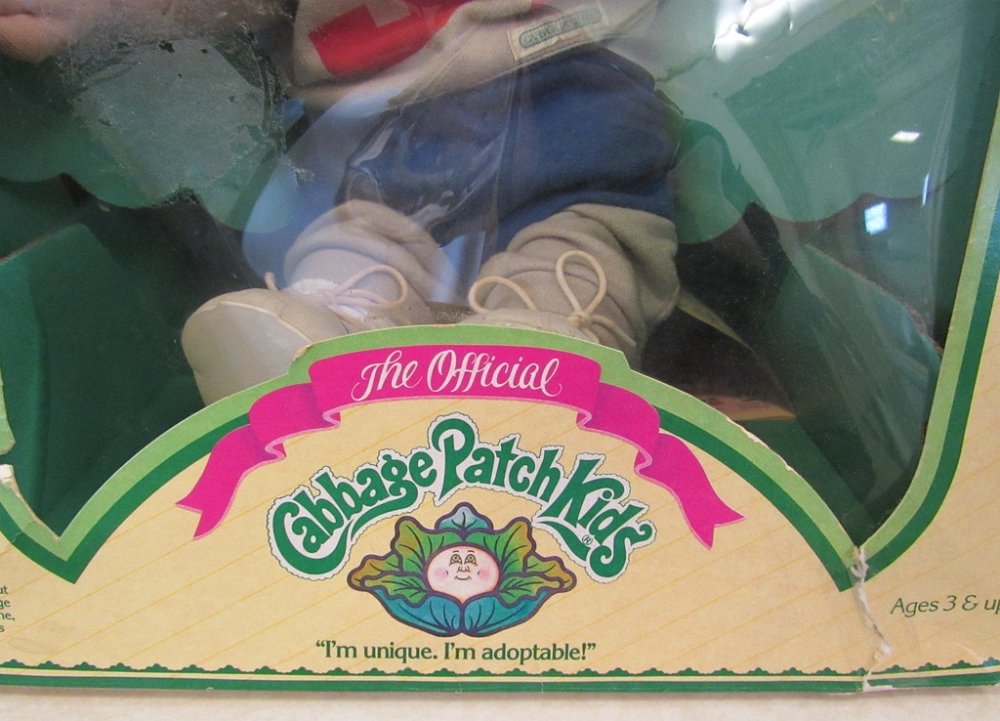 The Official
Cabbage Patch Kids®
"I'm unique. I'm adoptable!"
Ages 3 & up